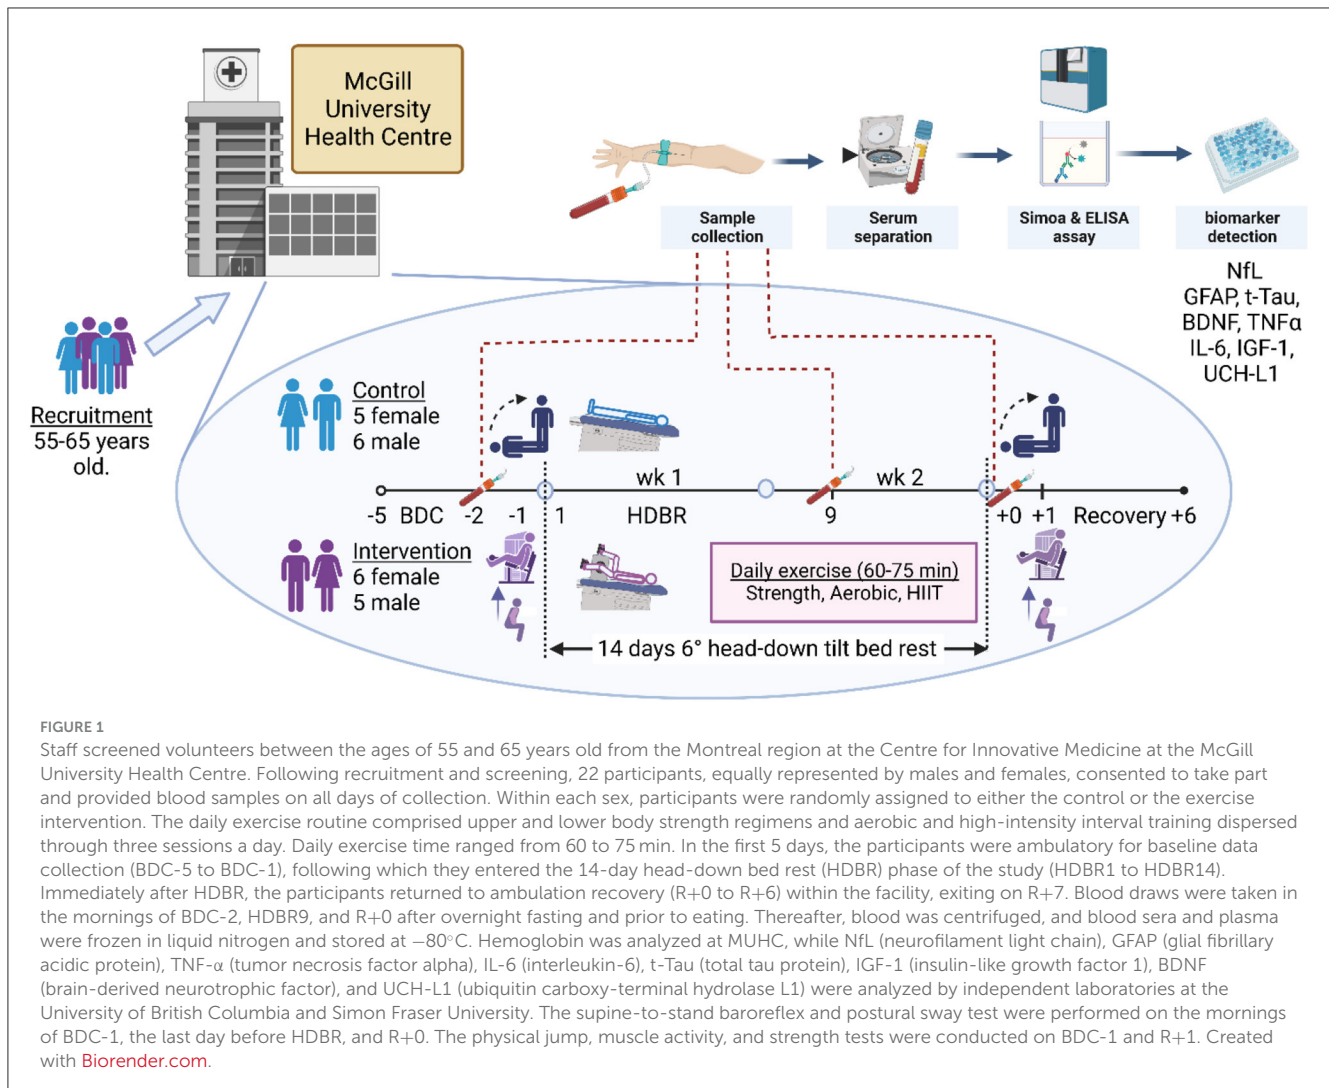 McGill
University
Health Centre
Sample
collection
Serum
separation
Simoa & ELISA
assay
biomarker
detection
NfL
GFAP, t-Tau,
BDNF, TNFα
IL-6, IGF-1,
UCH-L1
Recruitment
55-65 years
old.
Control
5 female
6 male
wk 1
wk 2
-5 BDC -2 -1 1 HDBR 9 +0 +1 Recovery +6
Intervention
6 female
5 male
Daily exercise (60-75 min)
Strength, Aerobic, HIIT
14 days 6° head-down tilt bed rest
FIGURE 1
Staff screened volunteers between the ages of 55 and 65 years old from the Montreal region at the Centre for Innovative Medicine at the McGill
University Health Centre. Following recruitment and screening, 22 participants, equally represented by males and females, consented to take part
and provided blood samples on all days of collection. Within each sex, participants were randomly assigned to either the control or the exercise
intervention. The daily exercise routine comprised upper and lower body strength regimens and aerobic and high-intensity interval training dispersed
through three sessions a day. Daily exercise time ranged from 60 to 75 min. In the first 5 days, the participants were ambulatory for baseline data
collection (BDC-5 to BDC-1), following which they entered the 14-day head-down bed rest (HDBR) phase of the study (HDBR1 to HDBR14).
Immediately after HDBR, the participants returned to ambulation recovery (R+0 to R+6) within the facility, exiting on R+7. Blood draws were taken in
the mornings of BDC-2, HDBR9, and R+0 after overnight fasting and prior to eating. Thereafter, blood was centrifuged, and blood sera and plasma
were frozen in liquid nitrogen and stored at −80°C. Hemoglobin was analyzed at MUHC, while NfL (neurofilament light chain), GFAP (glial fibrillary
acidic protein), TNF-α (tumor necrosis factor alpha), IL-6 (interleukin-6), t-Tau (total tau protein), IGF-1 (insulin-like growth factor 1), BDNF
(brain-derived neurotrophic factor), and UCH-L1 (ubiquitin carboxy-terminal hydrolase L1) were analyzed by independent laboratories at the
University of British Columbia and Simon Fraser University. The supine-to-stand baroreflex and postural sway test were performed on the mornings
of BDC-1, the last day before HDBR, and R+0. The physical jump, muscle activity, and strength tests were conducted on BDC-1 and R+1. Created
with Biorender.com.